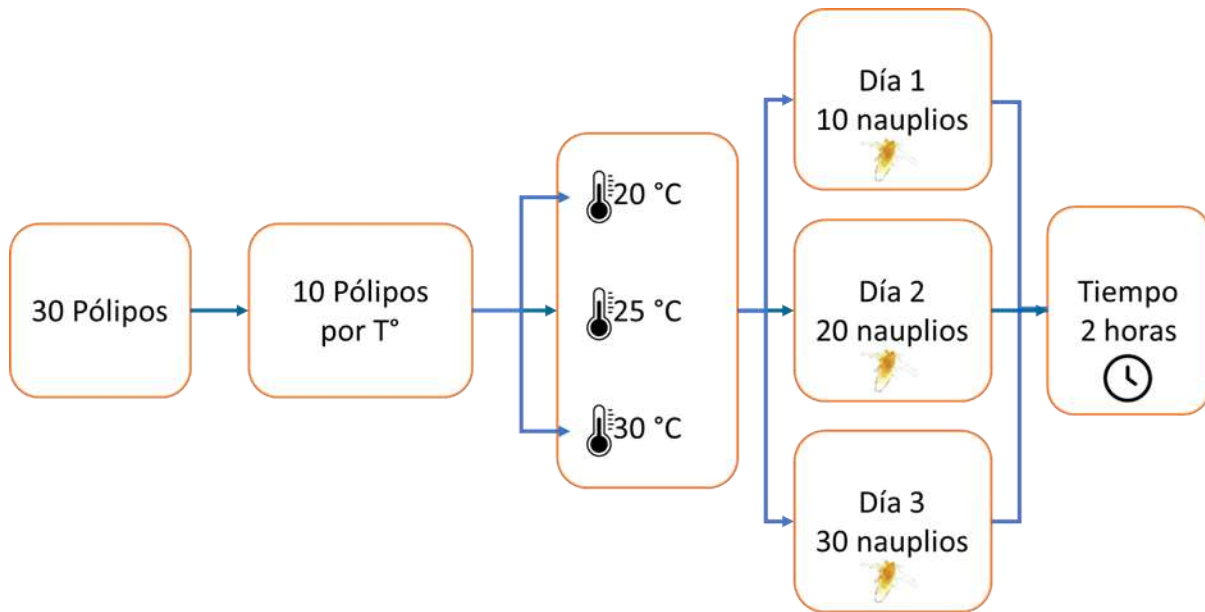 30 Pólipos
10 Pólipos
por T°
20 °C
25 °C
30 °C
Día 1
10 nauplios
Día 2
20 nauplios
Día 3
30 nauplios
Tiempo
2 horas